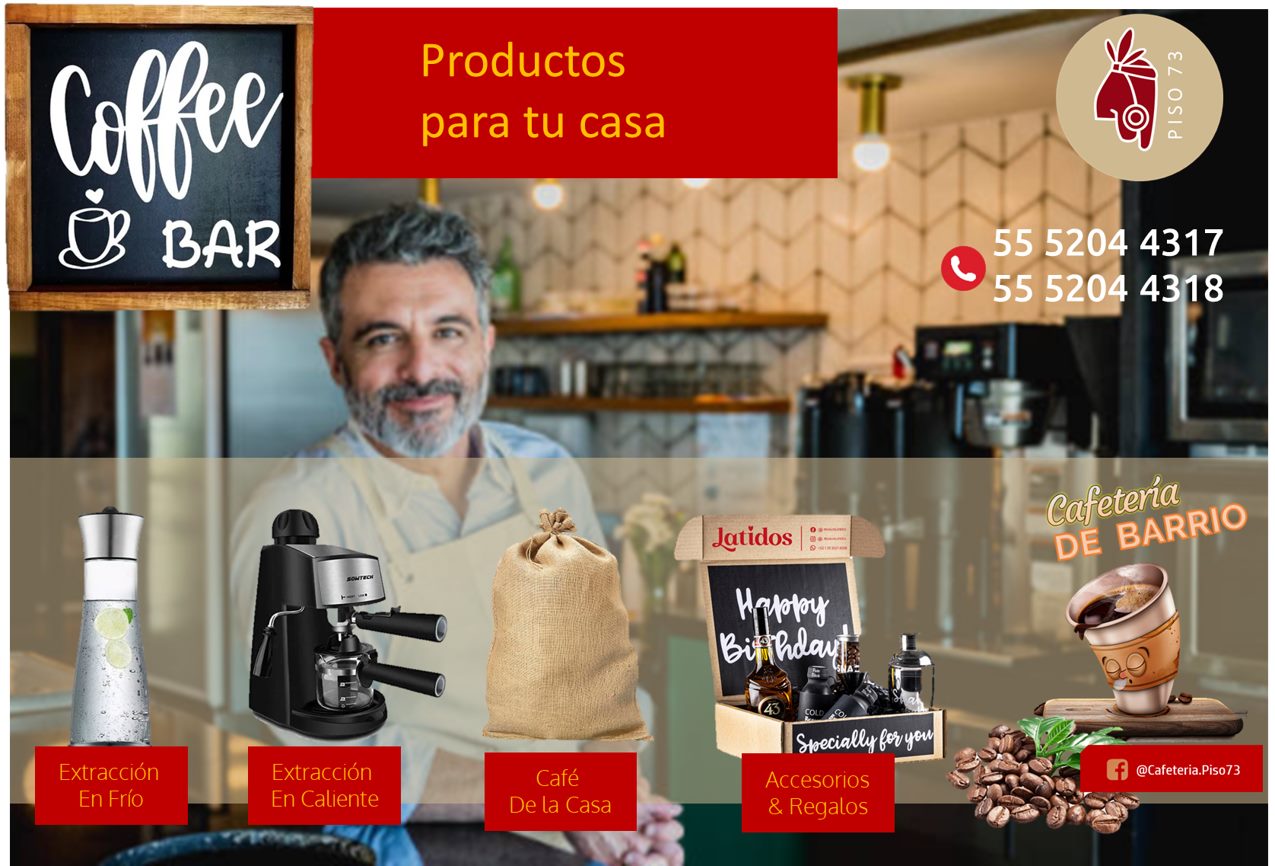 Coffee
BAR
Productos
para tu casa
PISO 73
55 5204 4317
55 5204 4318
Cafetería
DE BARRIO
SOWTECH
Latidos
Happy
Birthday
43
COLD
Specially for you
Extracción
En Frío
Extracción
En Caliente
Café
De la Casa
Accesorios
& Regalos
@Cafeteria.Piso73